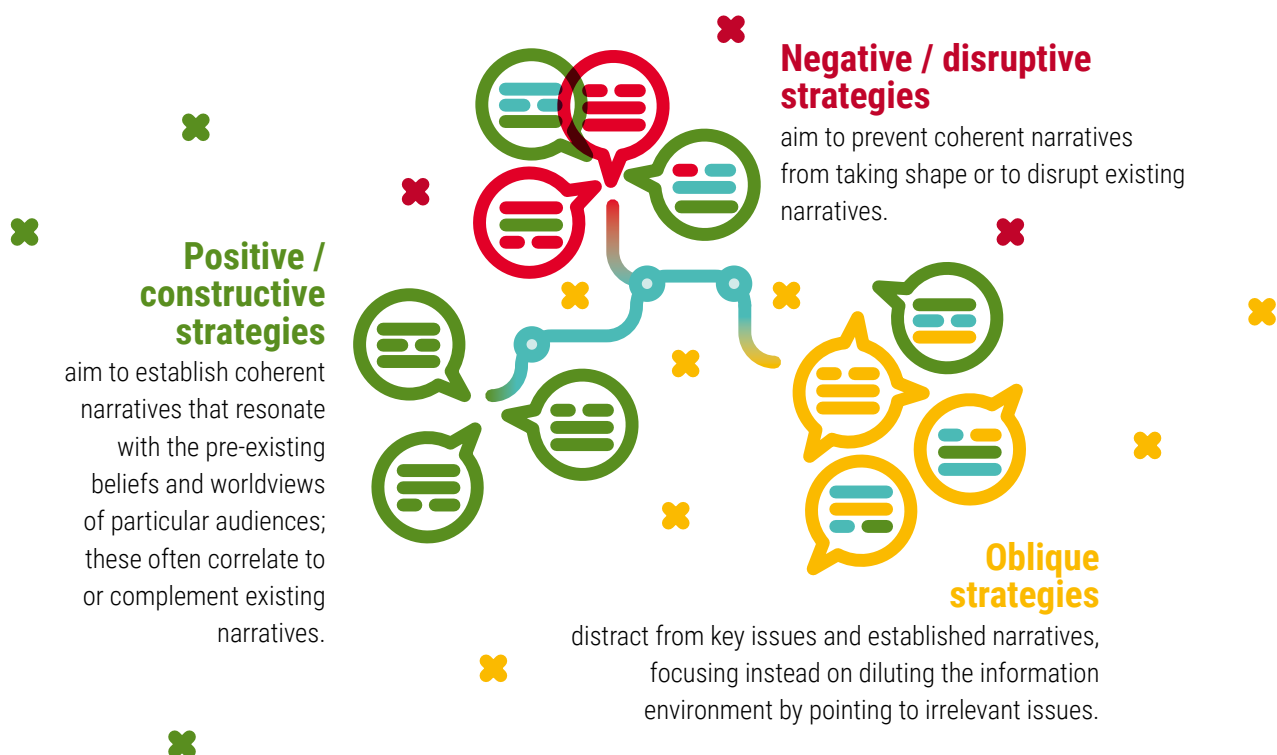 Negative / disruptive
strategies
aim to prevent coherent narratives
from taking shape or to disrupt existing
narratives.
Positive /
constructive
strategies
aim to establish coherent
narratives that resonate
with the pre-existing
beliefs and worldviews
of particular audiences;
these often correlate to
or complement existing
narratives.
Oblique
strategies
distract from key issues and established narratives,
focusing instead on diluting the information
environment by pointing to irrelevant issues.